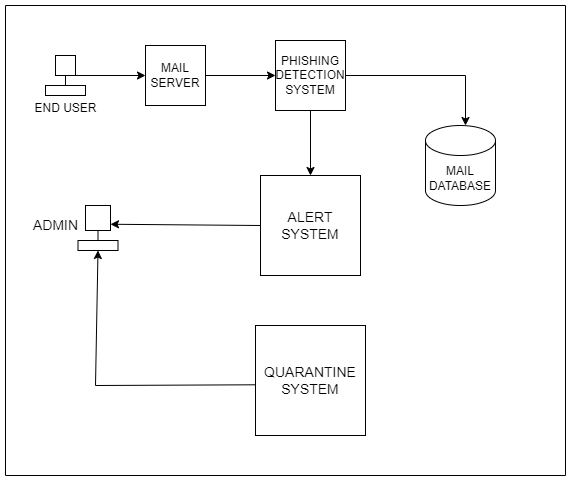 END USER
MAIL
SERVER
PHISHING
DETECTION
SYSTEM
MAIL
DATABASE
ADMIN
ALERT
SYSTEM
QUARANTINE
SYSTEM